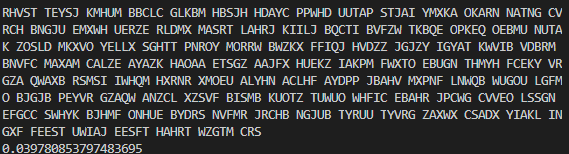 RHVST TEYSJ KMHUM BBCLC GLKBM HBSJH HDAYC PPWHD UUTAP STJAI YMXKA OKARN NATNG CV
RCH BNGJU EMXWH UERZE RLDMX MASRT LAHRJ KIILJ BQCTI BVFZW TKBQE OPKEQ OEBMU NUTA
K ZOSLD MKXVO YELLX SGHTT PNROY MORRW BWZKX FFIQJ HVDZZ JGJZY IGYAT KWVIB VDBRM
BNVFC MAXAM CALZE AYAZK HAOAA ETSGZ AAJFX HUEKZ IAKPM FWXTO EBUGN THMYH FCEKY VR
GZA QWAXB RSMSI IWHQM HXRNR XMOEU ALYHN ACLHF AYDPP JBAHV MXPNF LNWQB WUGOU LGFM
O BJGJB PEYVR GZAQW ANZCL XZSVF BISMB KUOTZ TUWUO WHFIC EBAHR JPCWG CVVEO LSSGN
EFGCC SWHYK BJHMF ONHUE BYDRS NVFMR JRCHB NGJUB TYRUU TYVRG ZAXWX CSADX YIAKL IN
GXF FEEST UWIAJ EESFT HAHRT WZGTM CRS
0.039780853797483695